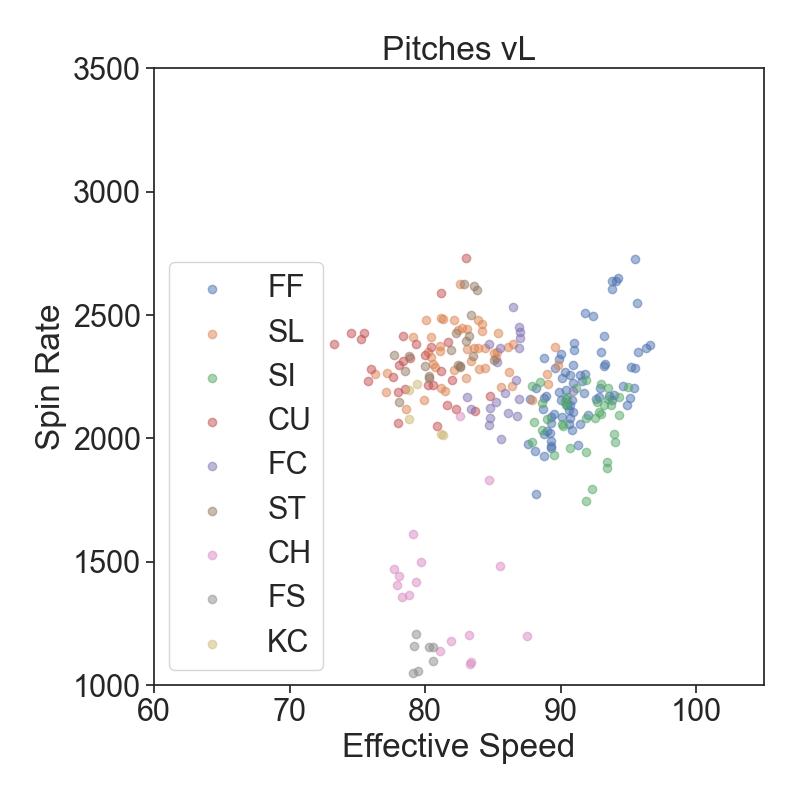 Pitches vL
3500
3000
2500
2000
1500
1000
Spin Rate
FF
SL
SI
CU
FC
ST
CH
FS
KC
60 70 80 90 100
Effective Speed